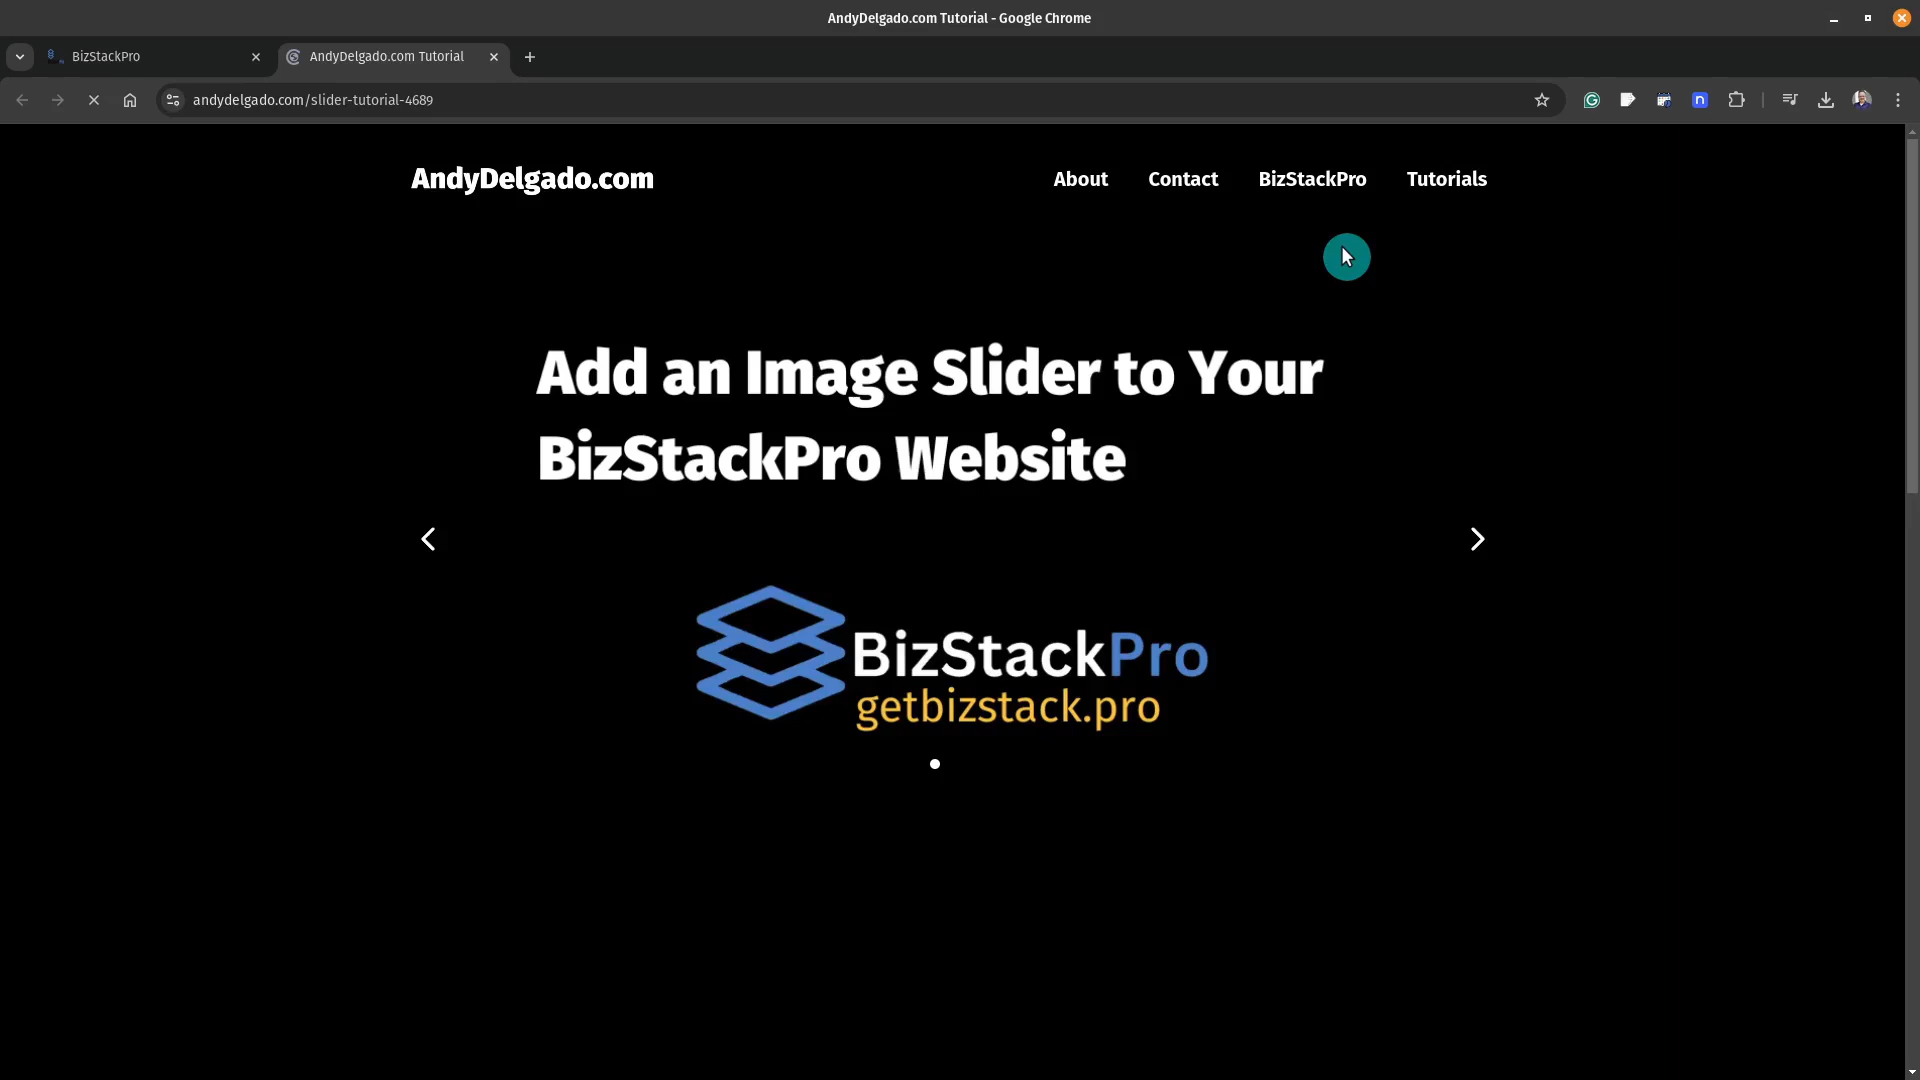 AndyDelgado.com Tutorial - Google Chrome
BizStackPro
AndyDelgado.com Tutorial
andydelgado.com/slider-tutorial-4689
AndyDelgado.com
About
Contact
BizStackPro
Tutorials
Add an Image Slider to Your
BizStackPro Website
BizStackPro
getbizstack.pro